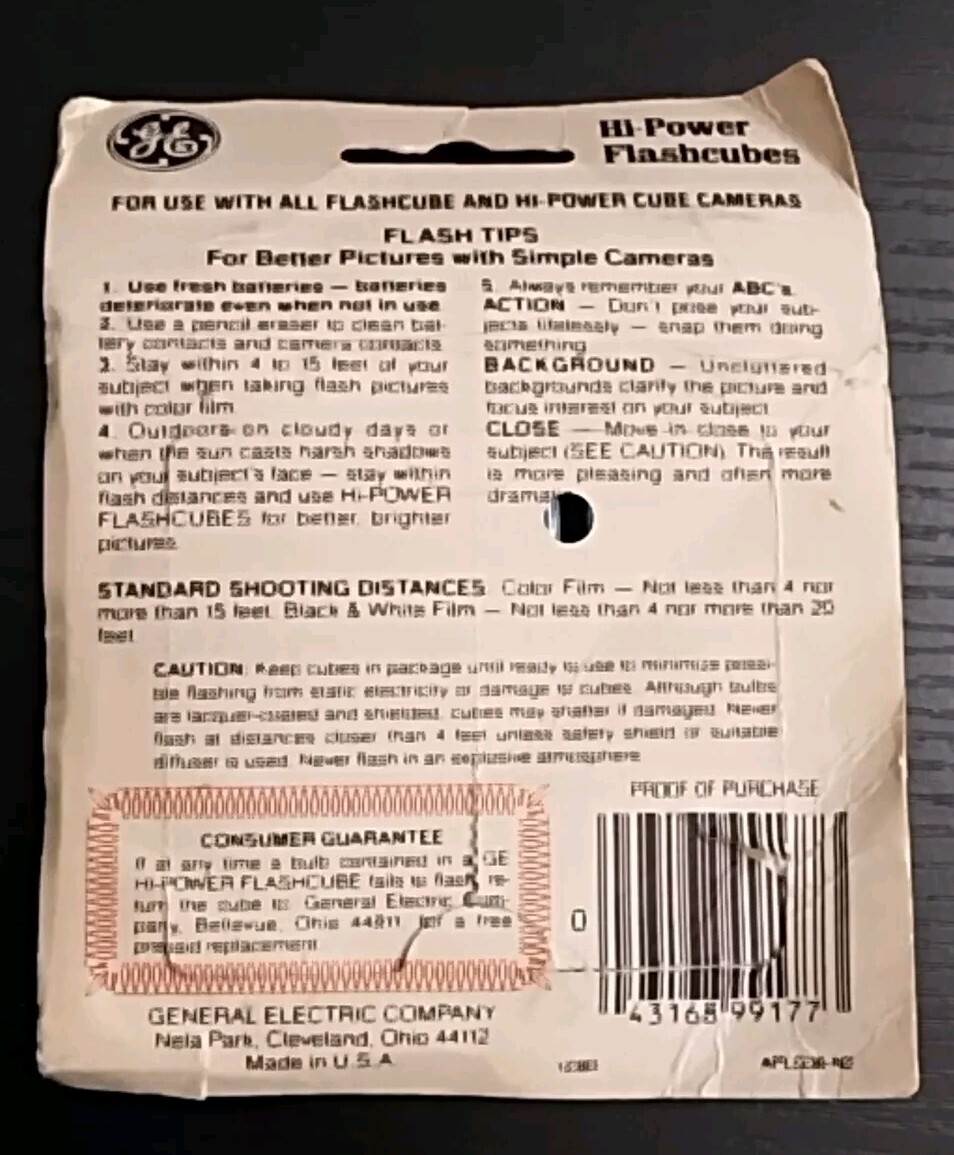 GE
Hi-Power
Flashcubes
FOR USE WITH ALL FLASHCUBE AND HI-POWER CUBE CAMERAS
FLASH TIPS
For Better Pictures with Simple Cameras
1. Use fresh batteries — batteries
deteriorate even when not in use
2. Use a pencil eraser to clean bat-
tery contacts and camera contacts
3. Stay within 4 to 15 feet of your
subject when taking flash pictures
with color film
4. Outdoors on cloudy days or
when the sun casts harsh shadows
on your subject's face — stay within
flash distances and use Hi-POWER
FLASHCUBES for better, brighter
pictures
5. Always remember your ABC's
ACTION — Don't pose your sub-
jects lifelessly — snap them doing
something
BACKGROUND — Uncluttered
backgrounds clarify the picture and
focus interest on your subject
CLOSE — Move in close to your
subject (SEE CAUTION). The result
is more pleasing and often more
STANDARD SHOOTING DISTANCES Color Film — Not less than 4 nor
more than 15 feet. Black & White Film — Not less than 4 nor more than 20
feet
CAUTION: Keep cubes in package until ready to use to minimize possi-
ble flashing from static electricity or damage to cubes. Although bulbs
are lacquer-coated and shielded, cubes may shatter if damaged. Never
flash at distances closer than 4 feet unless safety shield or suitable
diffuser is used. Never flash in an explosive atmosphere
PROOF OF PURCHASE
CONSUMER GUARANTEE
If at any time a bulb contained in a GE
HI-POWER FLASHCUBE fails to flash, re-
turn the cube to General Electric Com-
pany, Bellevue, Ohio 44811 for a free
prepaid replacement
0
43168 99177
GENERAL ELECTRIC COMPANY
Nela Park, Cleveland, Ohio 44112
Made in U.S.A.